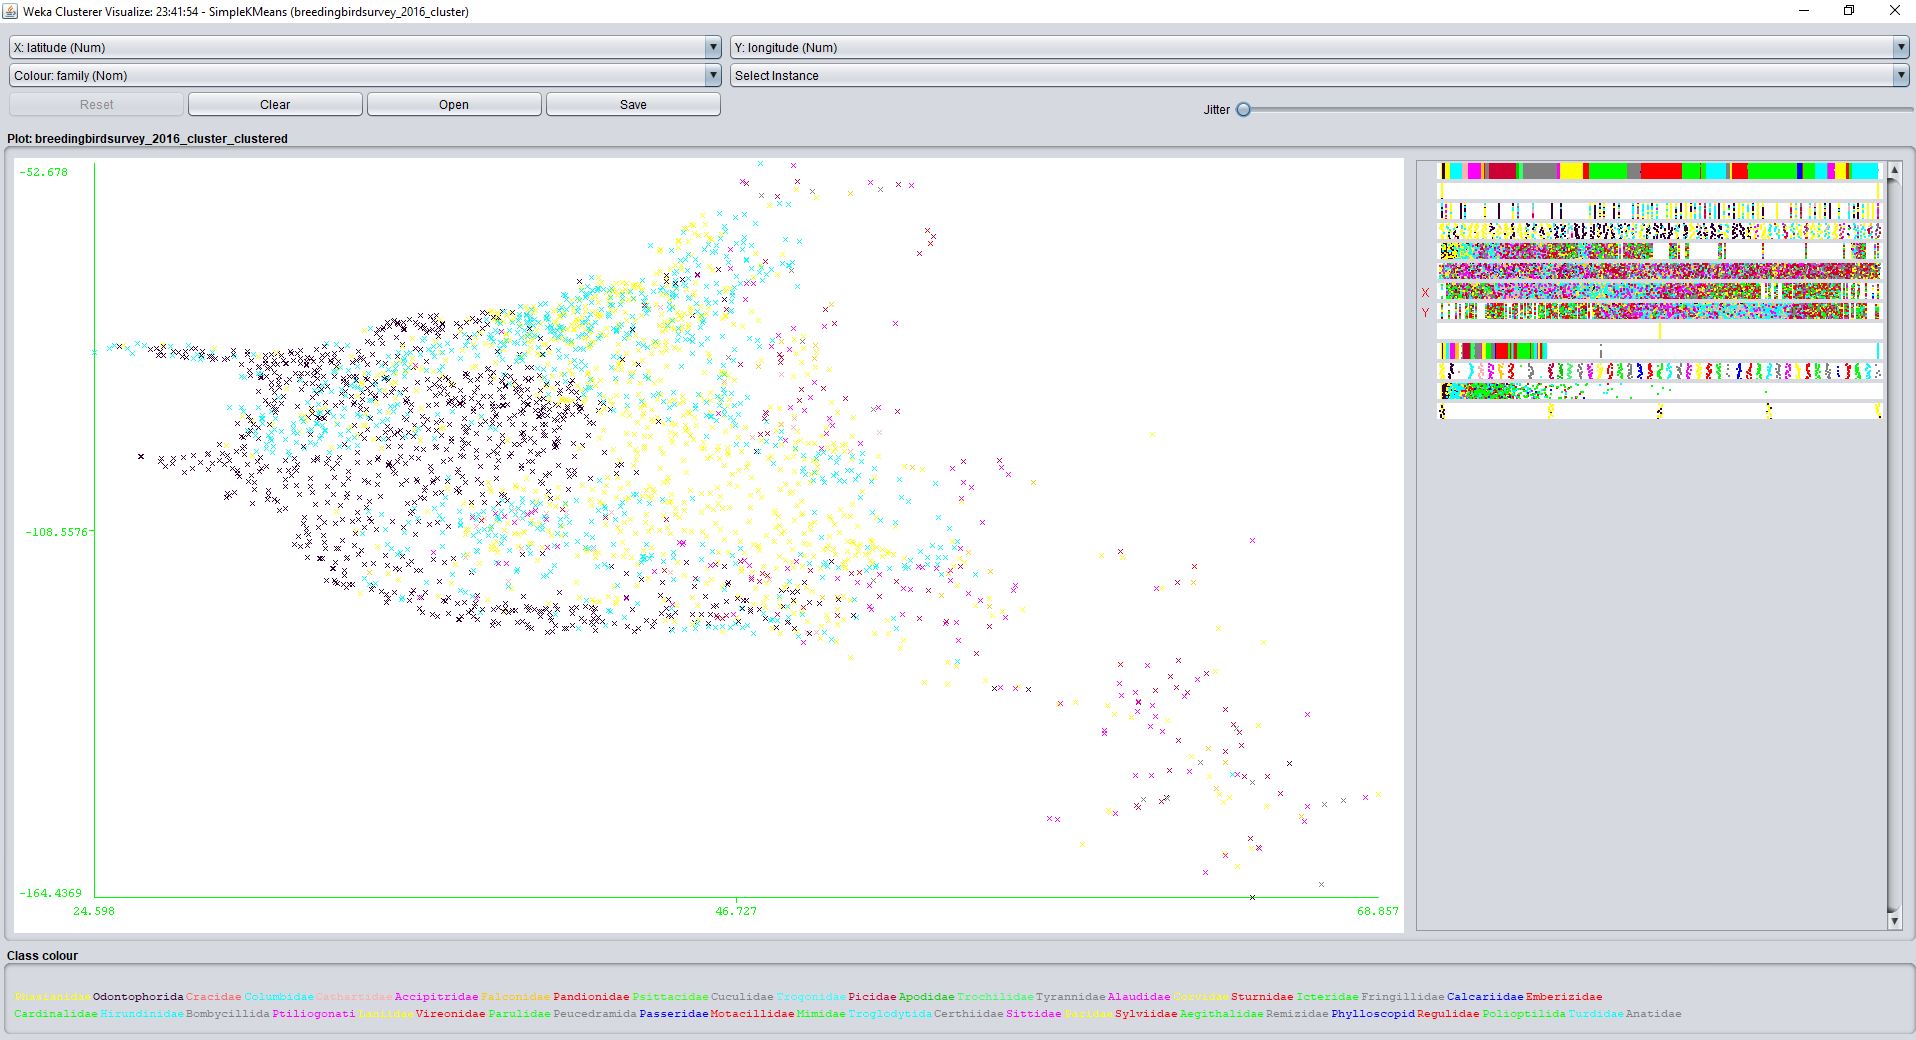 Weka Clusterer Visualize: 23:41:54 - SimpleKMeans (breedingbirdsurvey_2016_cluster)
X: latitude (Num) Y: longitude (Num)
Colour: family (Nom) Select Instance
Reset Clear Open Save Jitter
Plot: breedingbirdsurvey_2016_cluster_clustered
-52.678
X
Y
-108.5576
-164.4369
24.598 46.727 68.857
Class colour
Phasianidae Odontophorida Cracidae Columbidae Cathartidae Accipitridae Falconidae Pandionidae Psittacidae Cuculidae Trogonidae Picidae Apodidae Trochilidae Tyrannidae Alaudidae Corvidae Sturnidae Icteridae Fringillidae Calcariidae Emberizidae
Cardinalidae Hirundinidae Bombycillida Ptiliogonati Laniidae Vireonidae Parulidae Peucedramida Passeridae Motacillidae Mimidae Troglodytida Certhiidae Sittidae Paridae Sylviidae Aegithalidae Remizidae Phylloscopid Regulidae Polioptilida Turdidae Anatidae